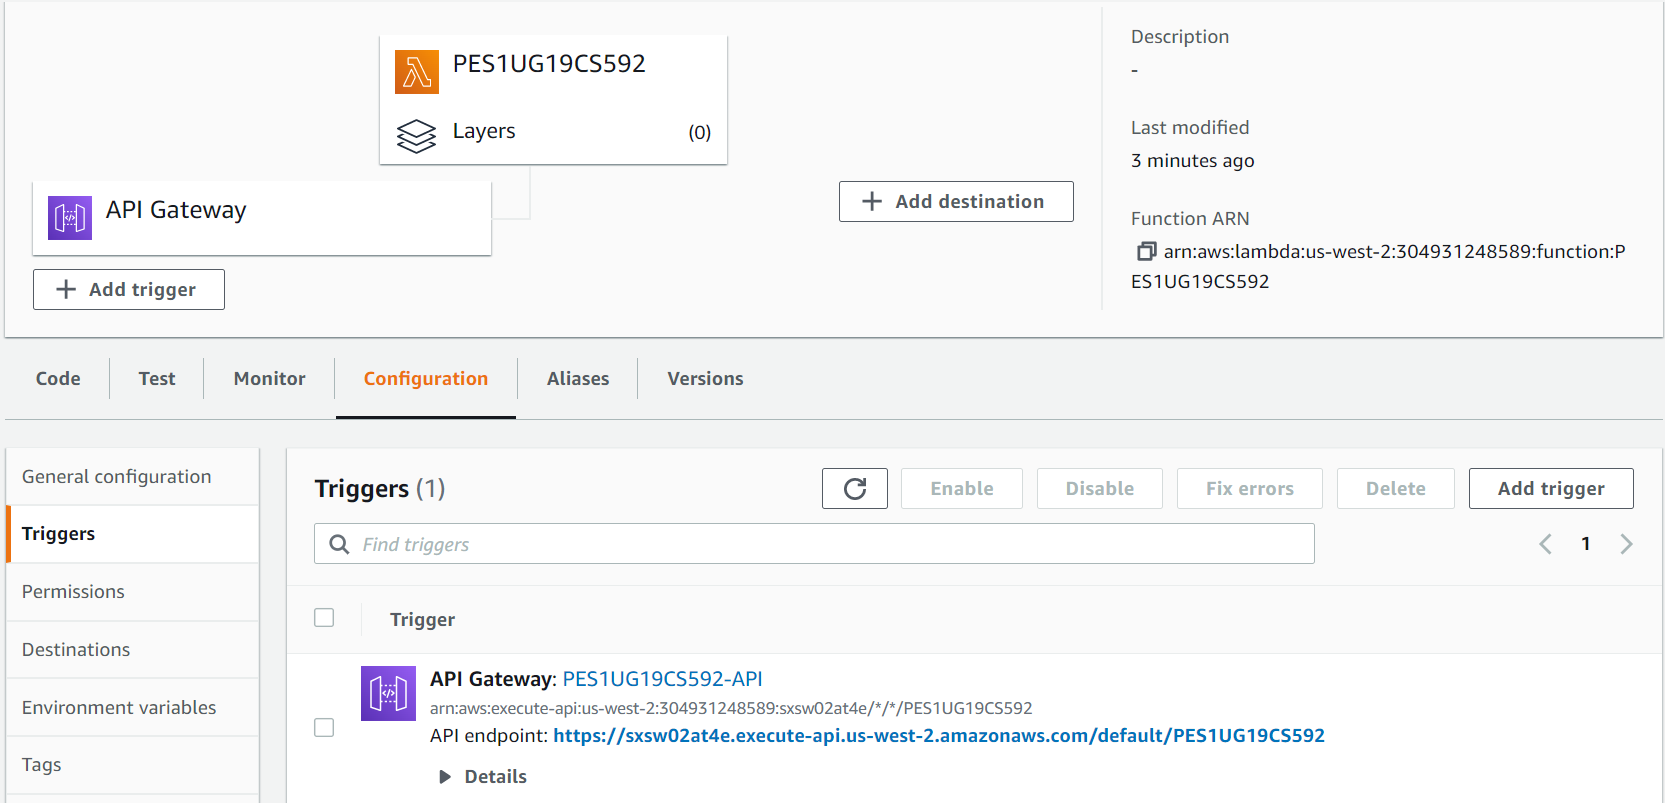 PES1UG19CS592
Layers (0)
API Gateway
+ Add trigger
+ Add destination
Description
-
Last modified
3 minutes ago
Function ARN
arn:aws:lambda:us-west-2:304931248589:function:P
ES1UG19CS592
Code Test Monitor Configuration Aliases Versions
General configuration
Triggers
Permissions
Destinations
Environment variables
Tags
Triggers (1) Enable Disable Fix errors Delete Add trigger
Find triggers 1
Trigger
API Gateway: PES1UG19CS592-API
arn:aws:execute-api:us-west-2:304931248589:sxsw02at4e/*/*/PES1UG19CS592
API endpoint: https://sxsw02at4e.execute-api.us-west-2.amazonaws.com/default/PES1UG19CS592
Details